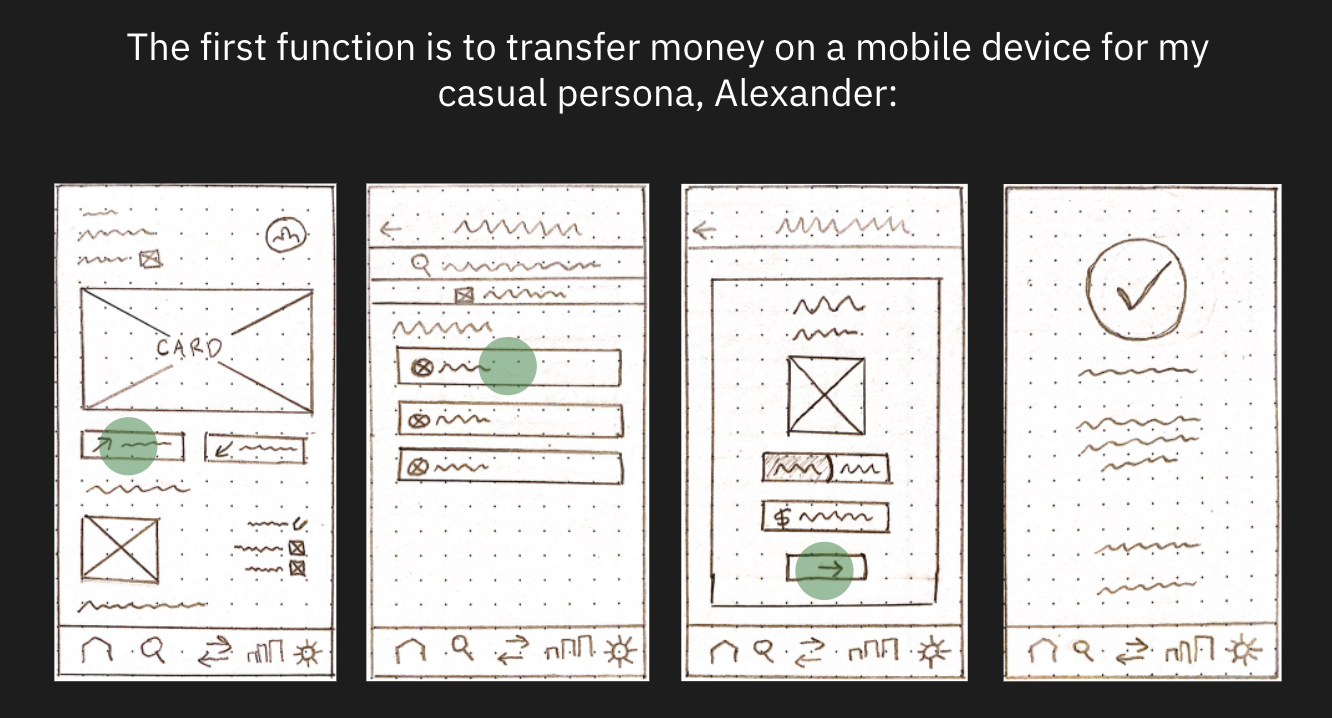 The first function is to transfer money on a mobile device for my
casual persona, Alexander:
CARD
$